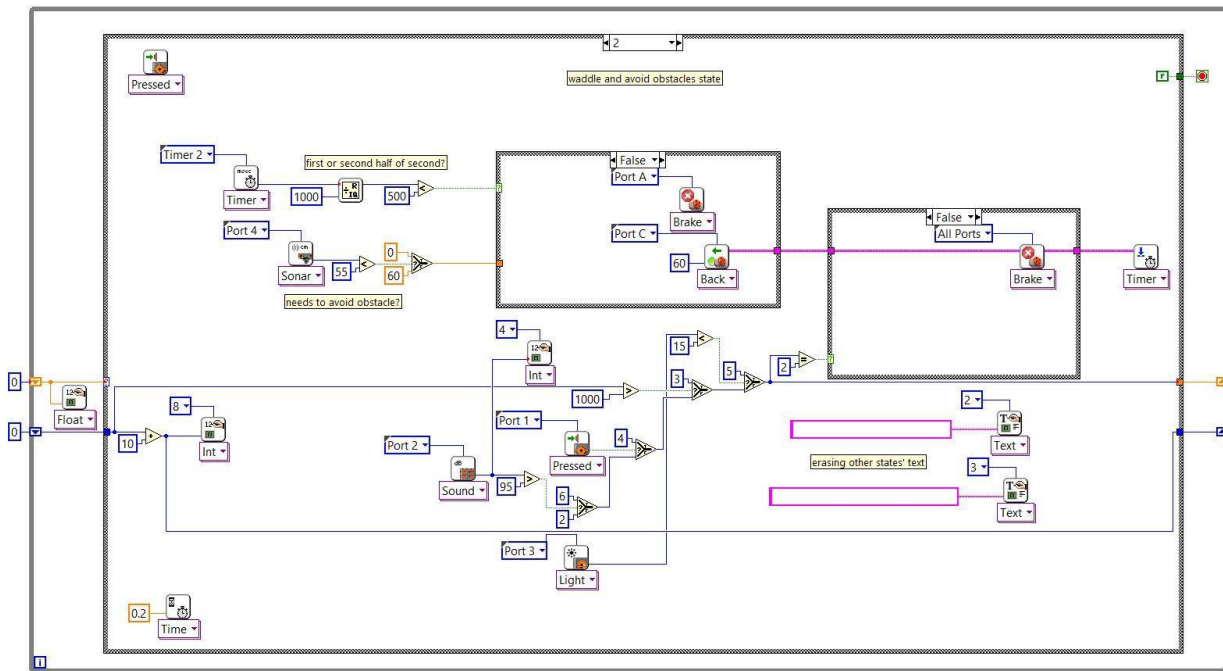 2
Pressed
waddle and avoid obstacles state
F
Timer 2
first or second half of second?
False
Timer
1000
500
Port A
Brake
Port 4
Port C
False
All Ports
0
Sonar
55
60
60
Back
Brake
Timer
needs to avoid obstacle?
4
15
0
Int
5
2
3
1000
Float
8
2
0
10
Int
Port 1
4
Text
Port 2
Pressed
erasing other states' text
Sound
95
3
6
2
Text
Port 3
Light
0.2
Time
i